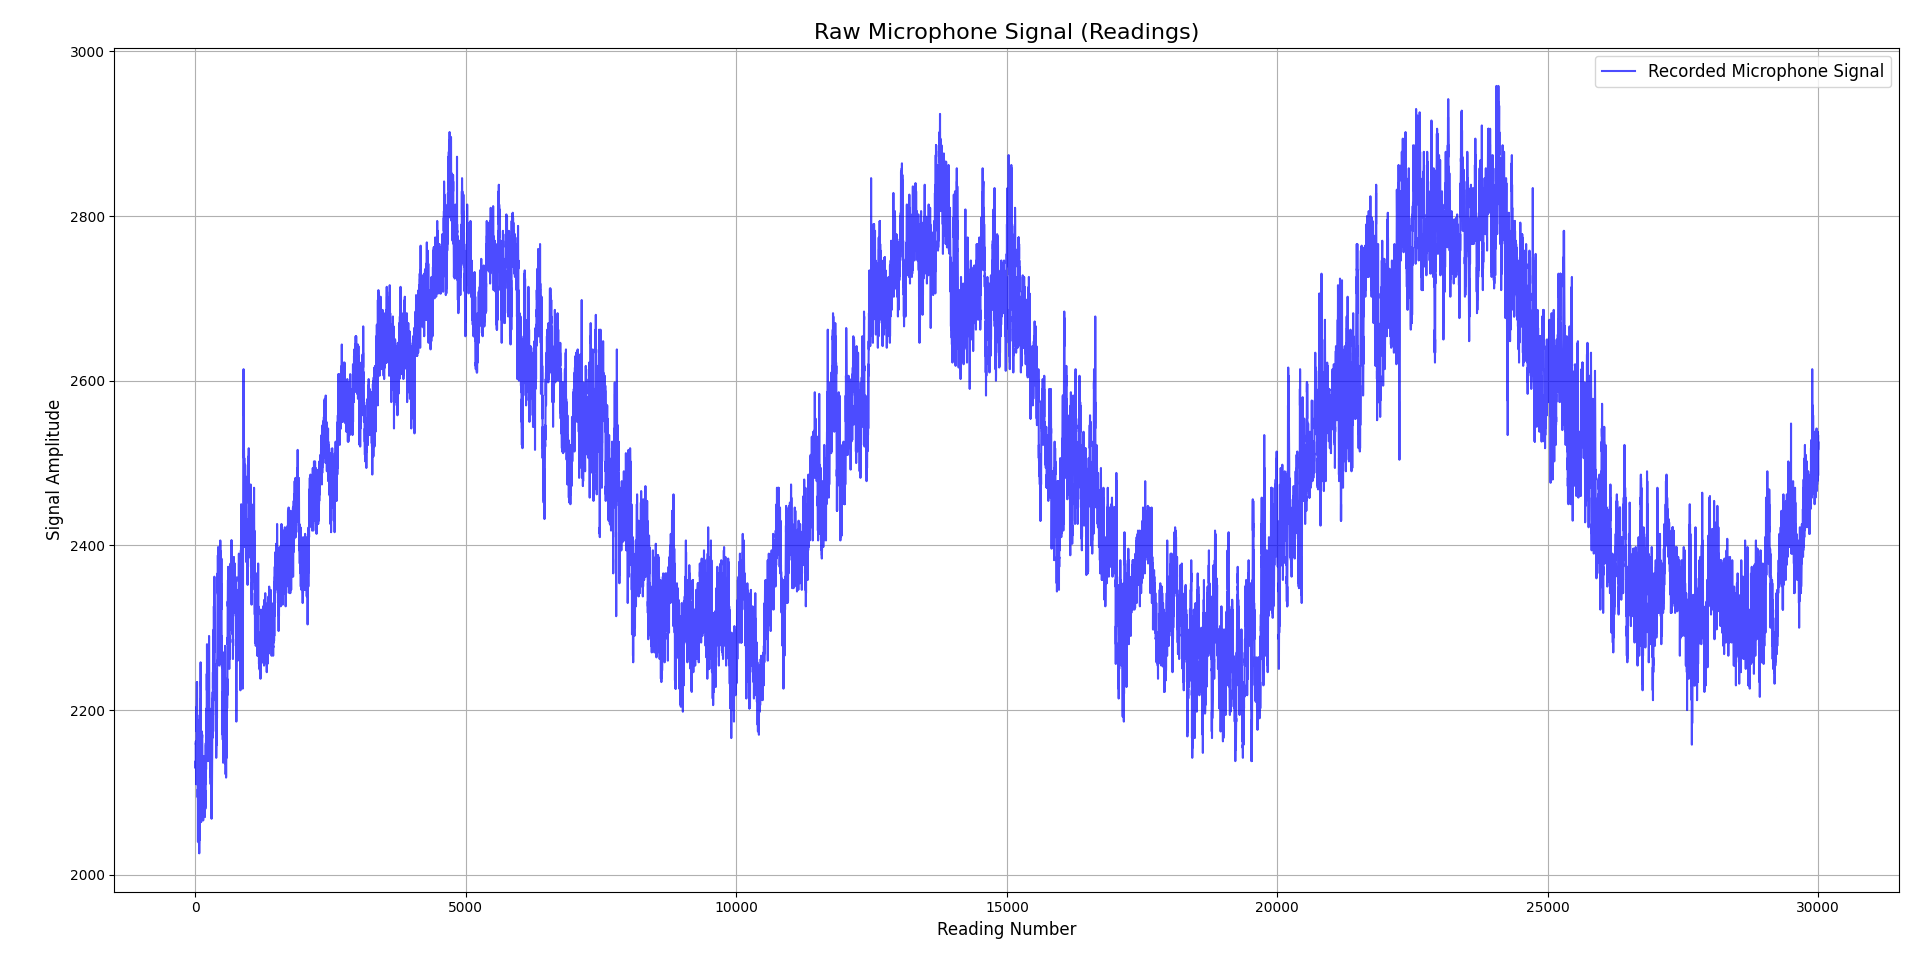 Raw Microphone Signal (Readings)
Recorded Microphone Signal
Signal Amplitude
3000
2800
2600
2400
2200
2000
0 5000 10000 15000 20000 25000 30000
Reading Number